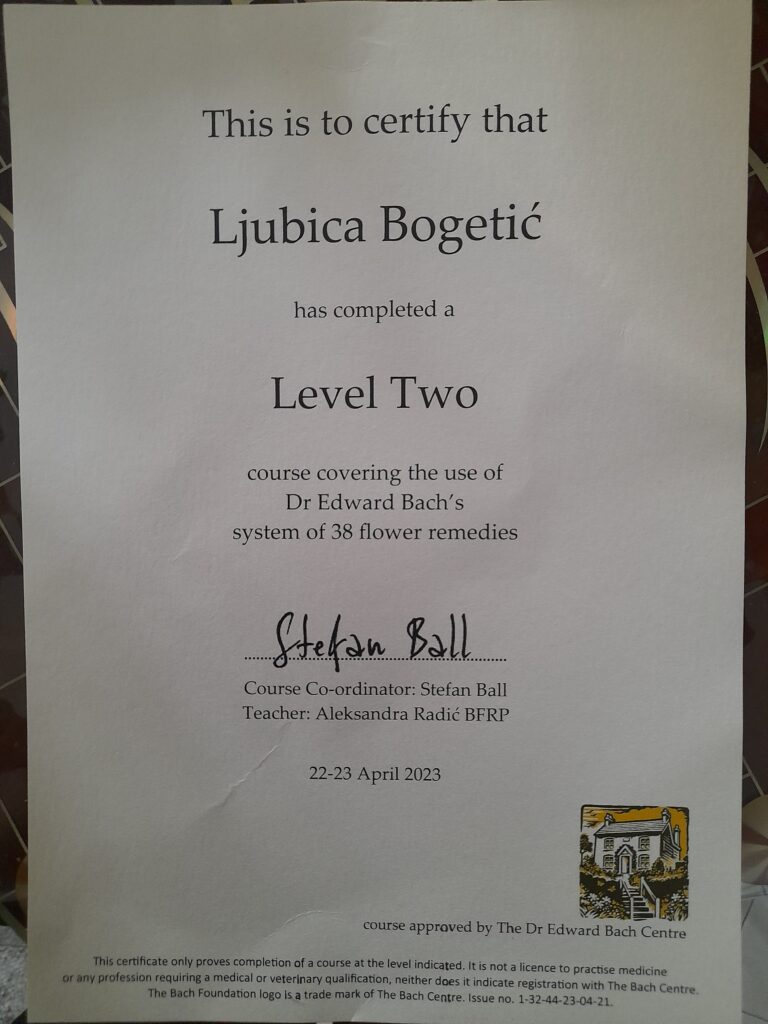 This is to certify that
Ljubica Bogetić
has completed a
Level Two
course covering the use of
Dr Edward Bach's
system of 38 flower remedies
Stefan Ball
Course Co-ordinator: Stefan Ball
Teacher: Aleksandra Radić BFRP
22-23 April 2023
course approved by The Dr Edward Bach Centre
This certificate only proves completion of a course at the level indicated. It is not a licence to practise medicine
or any profession requiring a medical or veterinary qualification, neither does it indicate registration with The Bach Centre.
The Bach Foundation logo is a trade mark of The Bach Centre. Issue no. 1-32-44-23-04-21.